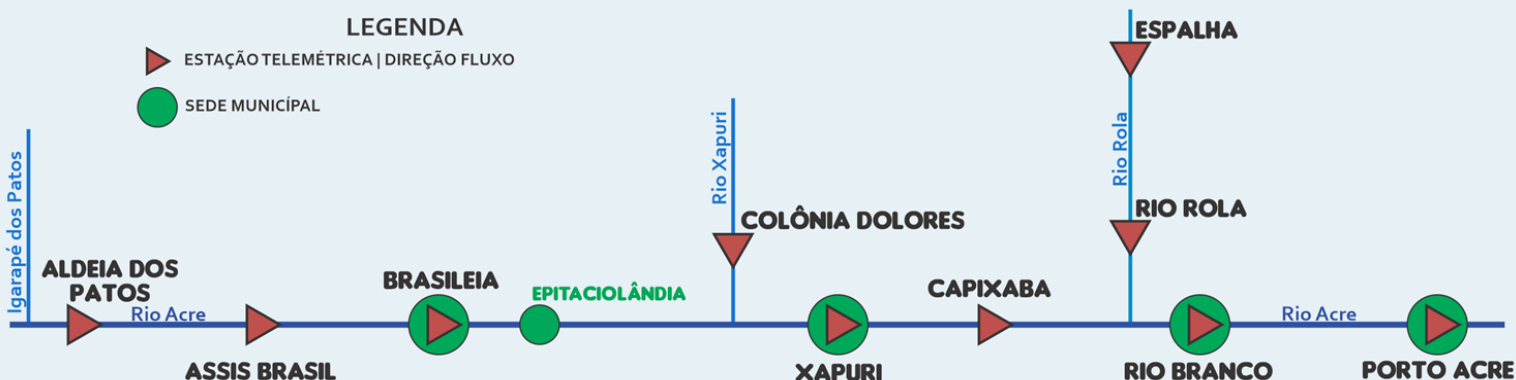 LEGENDA
ESTAÇÃO TELEMÉTRICA | DIREÇÃO FLUXO
SEDE MUNICÍPAL
ESPALHA
Igarapé dos Patos
Rio Xapuri
Rio Rola
COLÔNIA DOLORES
RIO ROLA
ALDEIA DOS
PATOS
Rio Acre
BRASILEIA
EPITACIOLÂNDIA
CAPIXABA
Rio Acre
ASSIS BRASIL
XAPURI
RIO BRANCO
PORTO ACRE